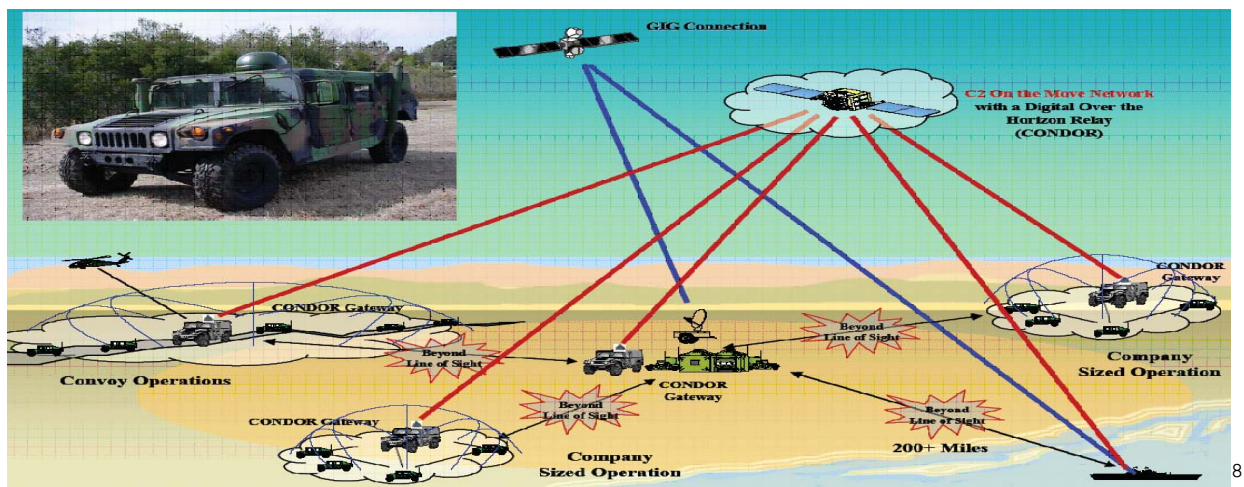 GIG Connection
C2 On the Move Network
with a Digital Over the
Horizon Relay
(CONDOR)
CONDOR
Gateway
CONDOR Gateway
Beyond
Line of Sight
Beyond
Line of Sight
Convoy Operations
Company
Sized Operation
CONDOR
Gateway
Beyond
Line of Sight
Beyond
Line of Sight
CONDOR Gateway
200+ Miles
Company
Sized Operation
8